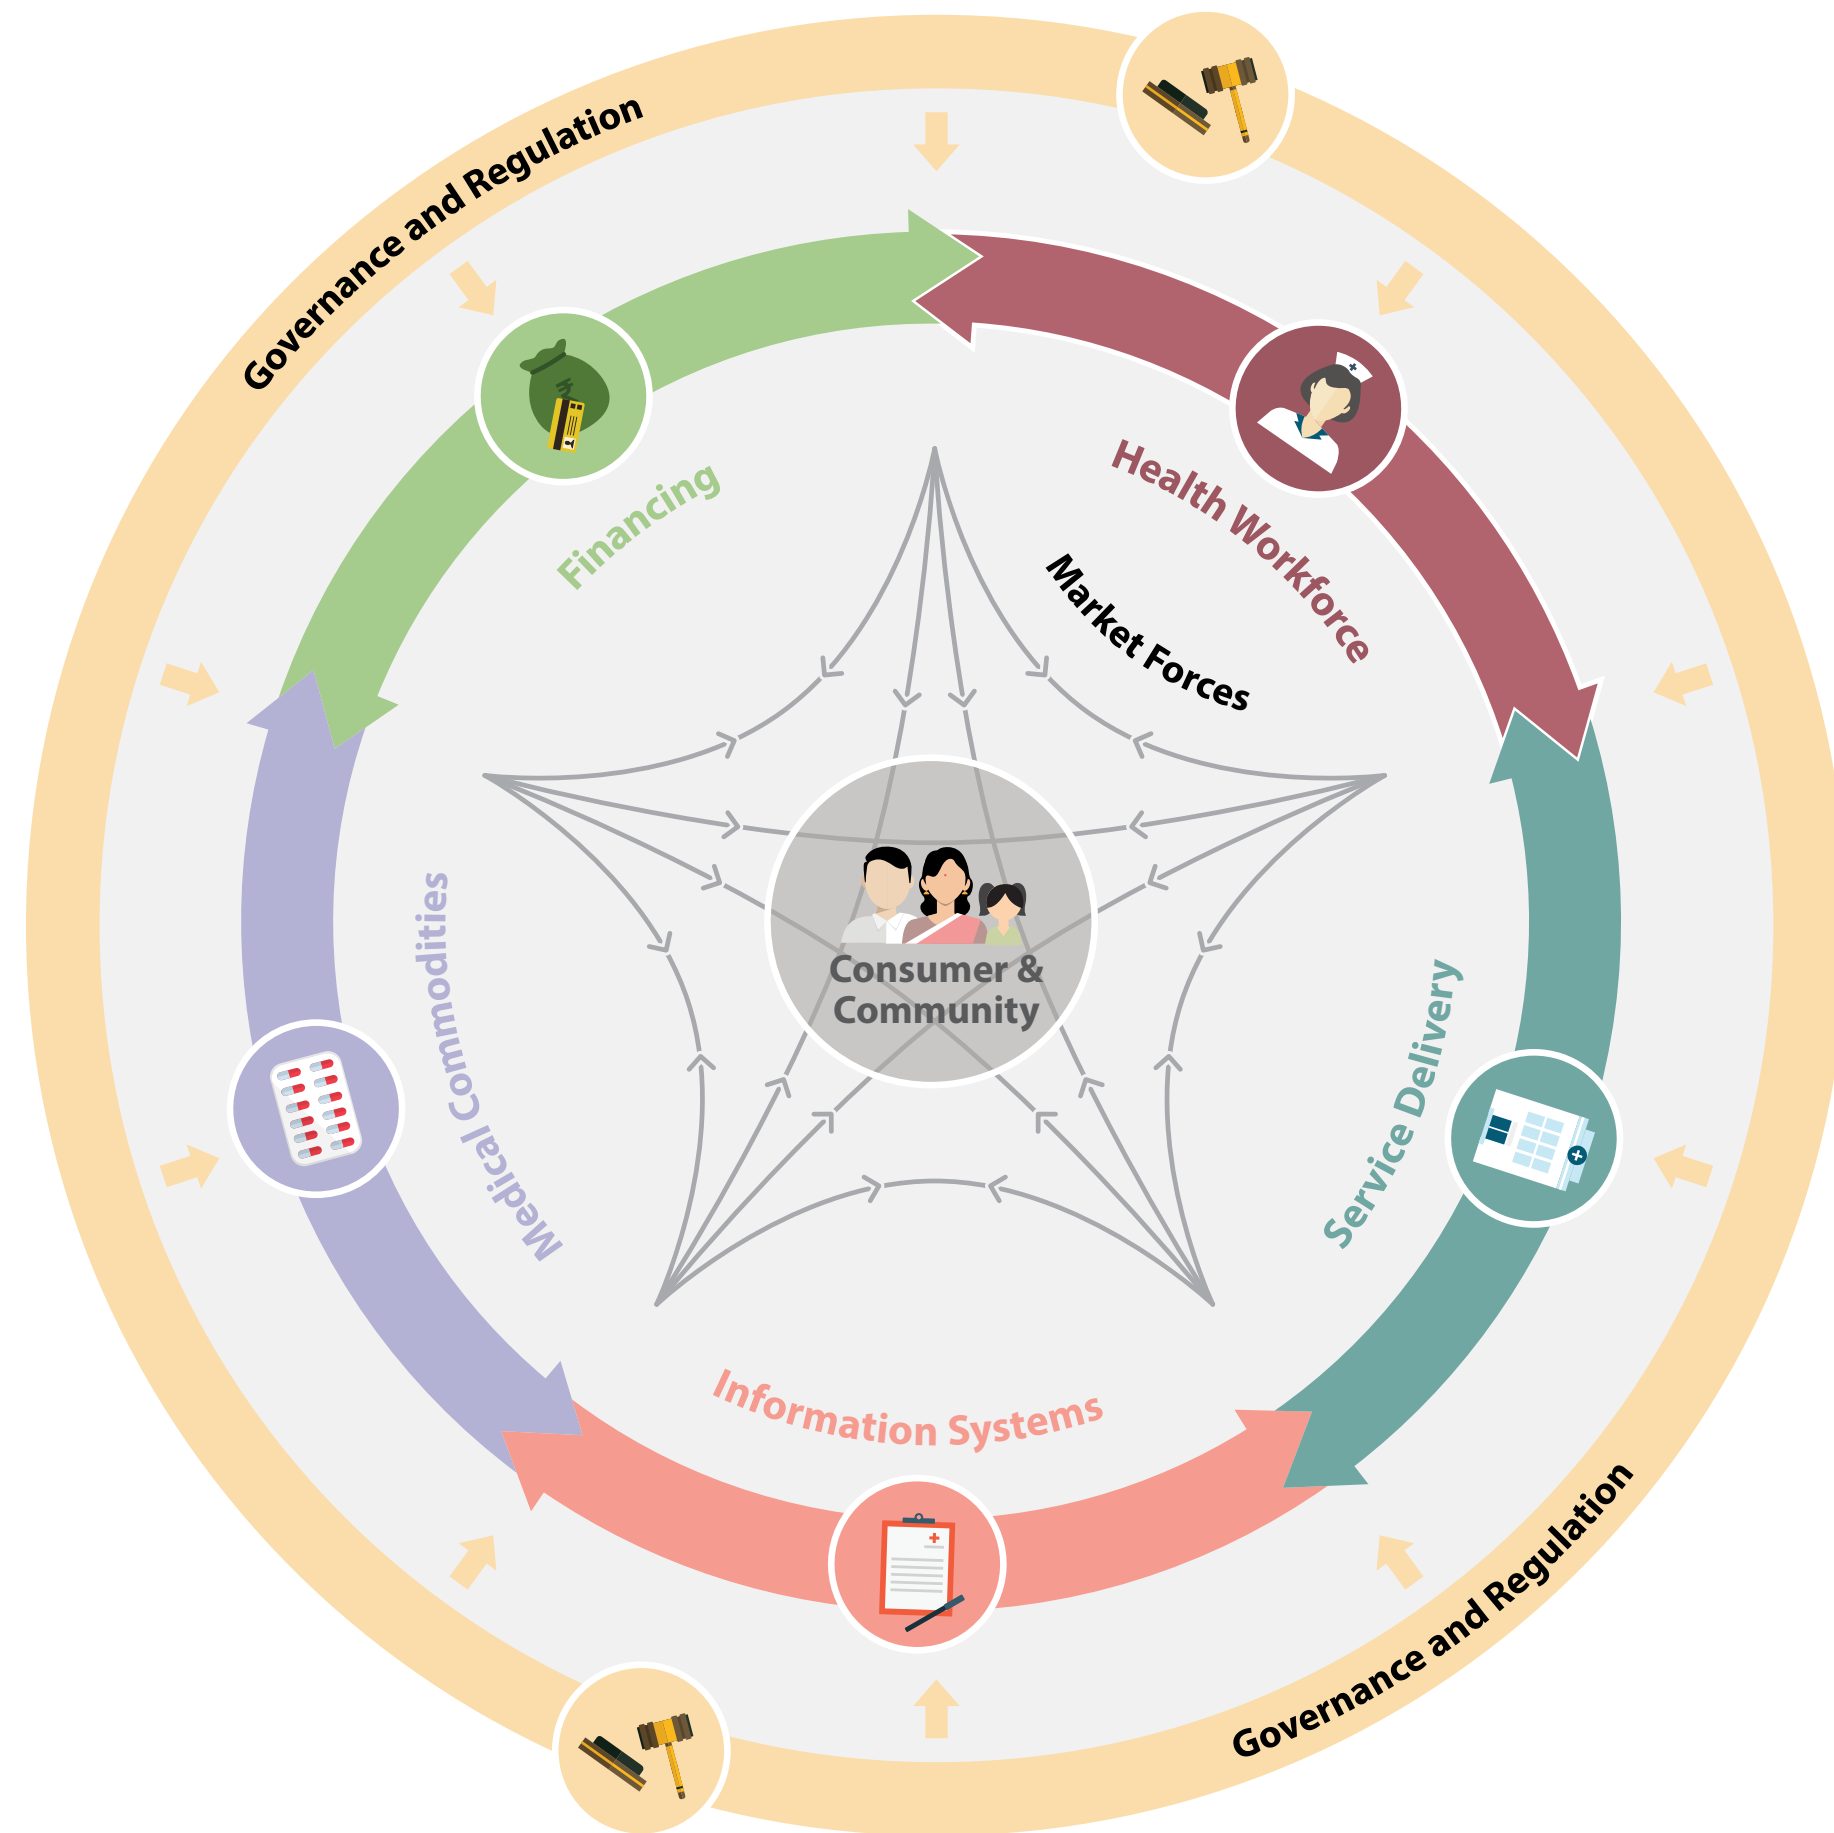 Governance and Regulation
Financing
Health Workforce
Market Forces
Medical Commodities
Consumer &
Community
Service Delivery
Information Systems
Governance and Regulation